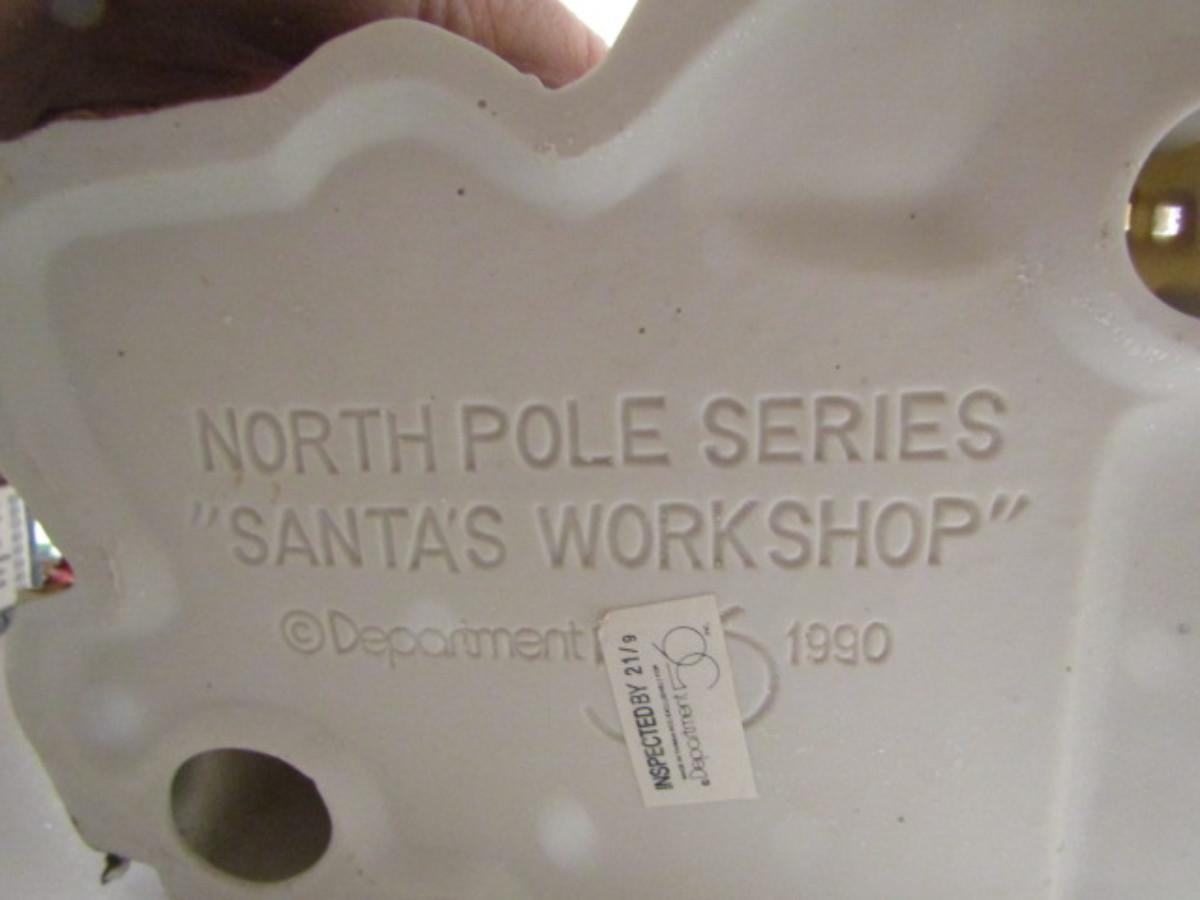 NORTH POLE SERIES
"SANTA'S WORKSHOP"
©Department 56 1990
INSPECTED BY 21/9
Department 56